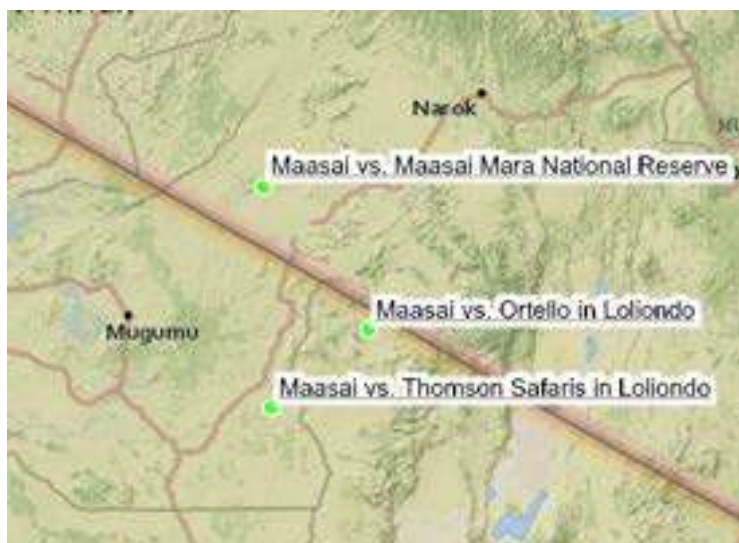 Narok
Maasai vs. Maasai Mara National Reserve
Maasai vs. Ortello in Loliondo
Mugumu
Maasai vs. Thomson Safaris in Loliondo